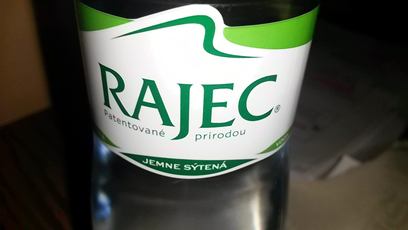 RAJEC®
Patentované prírodou
JEMNE SÝTENÁ